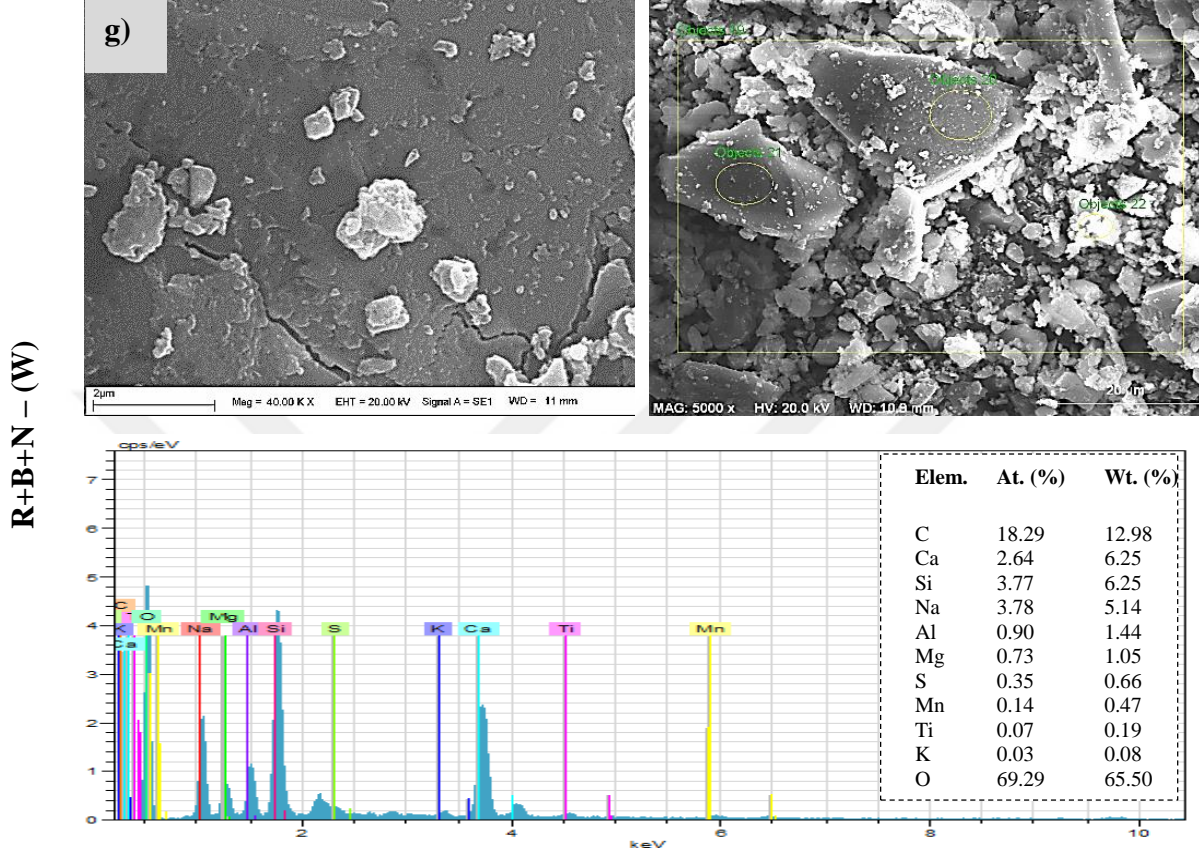 g)
Objects 20
Objects 21
Objects 22
2µm
Mag = 40.00 K X EHT = 20.00 kV Signal A = SE1 WD = 11 mm
MAG: 5000 x HV: 20.0 kV WD: 10.9 mm
R+B+N – (W)
cps/eV
7
6
5
4
3
2
1
0
C
O
Mg
K
Mn
Na
Al
Si
S
K
Ca
Ti
Mn
Ca
2
4
6
8
10
keV
Elem. At. (%) Wt. (%)
C 18.29 12.98
Ca 2.64 6.25
Si 3.77 6.25
Na 3.78 5.14
Al 0.90 1.44
Mg 0.73 1.05
S 0.35 0.66
Mn 0.14 0.47
Ti 0.07 0.19
K 0.03 0.08
O 69.29 65.50